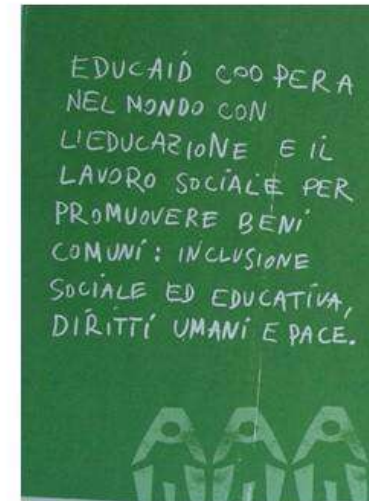 EDUCAID COOPERA
NEL MONDO CON
L'EDUCAZIONE E IL
LAVORO SOCIALE PER
PROMUOVERE BENI
COMUNI: INCLUSIONE
SOCIALE ED EDUCATIVA,
DIRITTI UMANI E PACE.